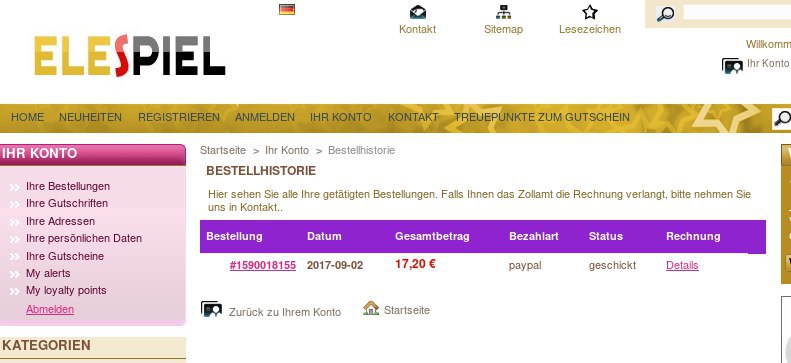 Kontakt Sitemap Lesezeichen
ELESPIEL
Ihr Konto
HOME NEUHEITEN REGISTRIEREN ANMELDEN IHR KONTO KONTAKT TREUEPUNKTE ZUM GUTSCHEIN
IHR KONTO
Ihre Bestellungen
Ihre Gutschriften
Ihre Adressen
Ihre persönlichen Daten
Ihre Gutscheine
My alerts
My loyalty points
Abmelden
KATEGORIEN
Startseite > Ihr Konto > Bestellhistorie
BESTELLHISTORIE
Hier sehen Sie alle Ihre getätigten Bestellungen. Falls Ihnen das Zollamt die Rechnung verlangt, bitte nehmen Sie
uns in Kontakt..
Bestellung Datum Gesamtbetrag Bezahlart Status Rechnung
#1590018155 2017-09-02 17,20 € paypal geschickt Details
Zurück zu Ihrem Konto Startseite